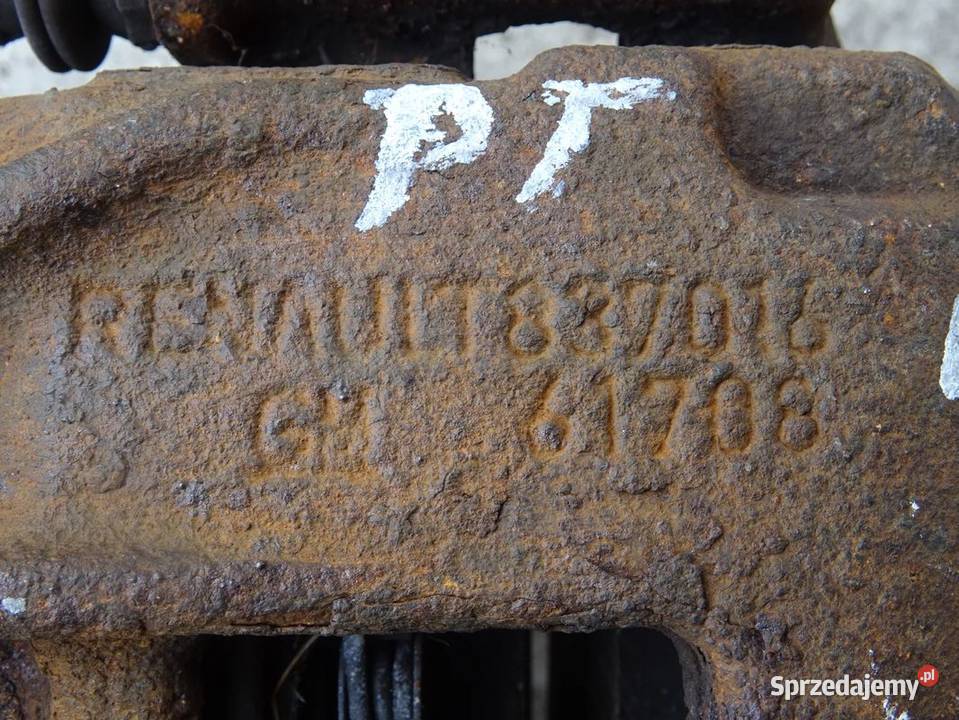 PT
RENAULT 837016
GM 61708
Sprzedajemy.pl